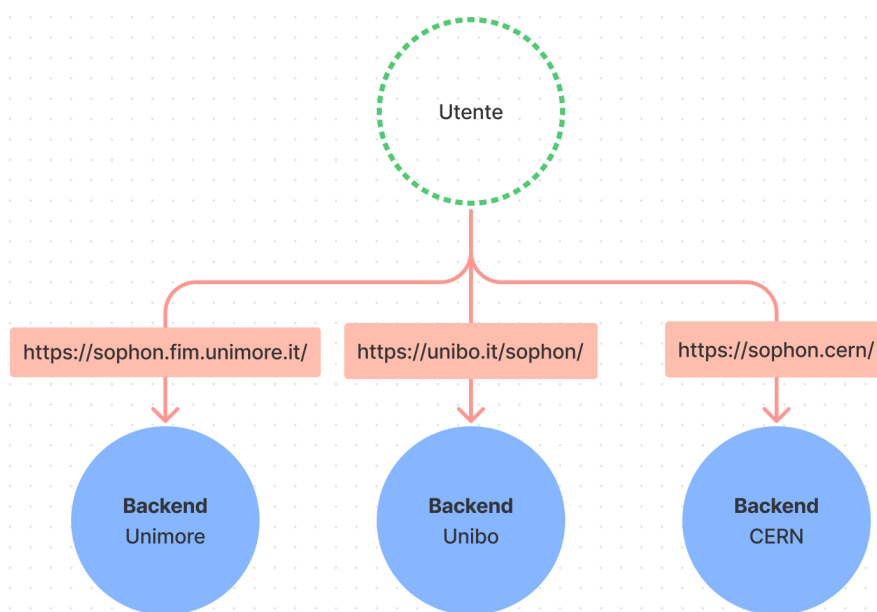 Utente
https://sophon.fim.unimore.it/
https://unibo.it/sophon/
https://sophon.cern/
Backend
Unimore
Backend
Unibo
Backend
CERN